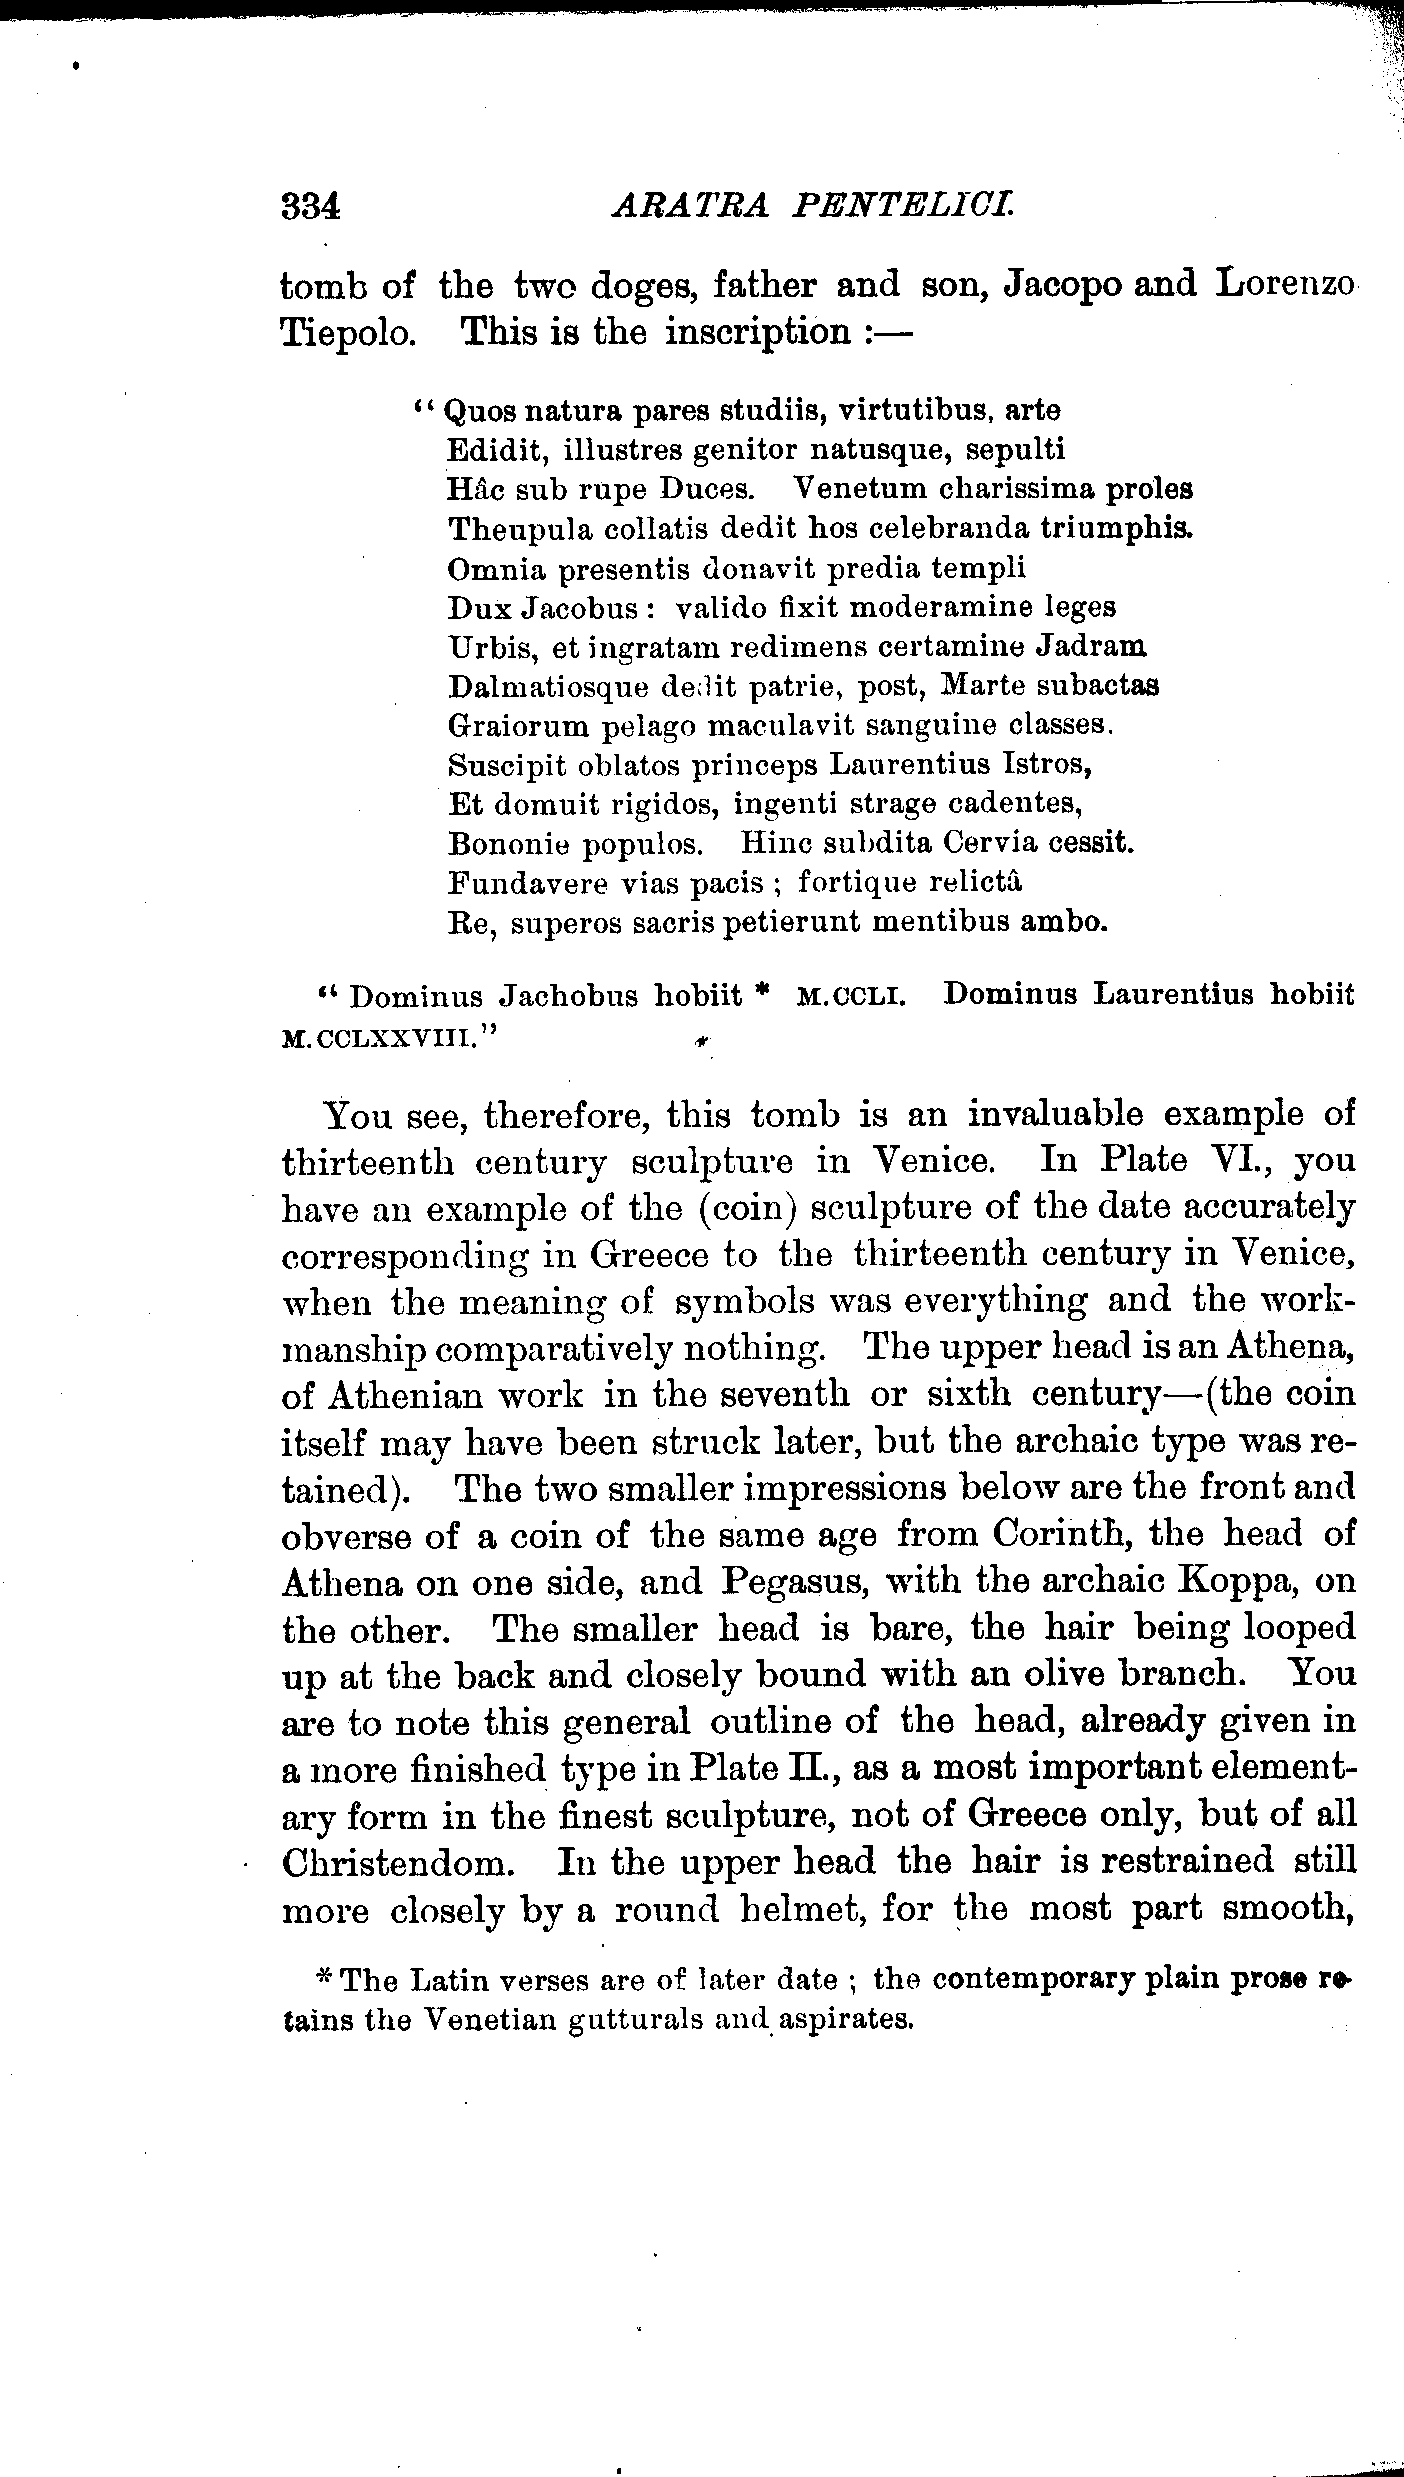 334 ARATRA PENTELICI.
tomb of the two doges, father and son, Jacopo and Lorenzo
Tiepolo. This is the inscription :—
“Quos natura pares studiis, virtutibus, arte
Edidit, illustres genitor natusque, sepulti
Hâc sub rupe Duces. Venetum charissima proles
Theupula collatis dedit hos celebranda triumphis.
Omnia presentis donavit predia templi
Dux Jacobus : valido fixit moderamine leges
Urbis, et ingratam redimens certamine Jadram
Dalmatiosque dedit patrie, post, Marte subactas
Graiorum pelago maculavit sanguine classes.
Suscipit oblatos princeps Laurentius Istros,
Et domuit rigidos, ingenti strage cadentes,
Bononie populos. Hinc subdita Cervia cessit.
Fundavere vias pacis ; fortique relictâ
Re, superos sacris petierunt mentibus ambo.
“ Dominus Jachobus hobiit * M.CCLI. Dominus Laurentius hobiit
M.CCLXXVIII.”
You see, therefore, this tomb is an invaluable example of
thirteenth century sculpture in Venice. In Plate VI., you
have an example of the (coin) sculpture of the date accurately
corresponding in Greece to the thirteenth century in Venice,
when the meaning of symbols was everything and the work-
manship comparatively nothing. The upper head is an Athena,
of Athenian work in the seventh or sixth century—(the coin
itself may have been struck later, but the archaic type was re-
tained). The two smaller impressions below are the front and
obverse of a coin of the same age from Corinth, the head of
Athena on one side, and Pegasus, with the archaic Koppa, on
the other. The smaller head is bare, the hair being looped
up at the back and closely bound with an olive branch. You
are to note this general outline of the head, already given in
a more finished type in Plate II., as a most important element-
ary form in the finest sculpture, not of Greece only, but of all
Christendom. In the upper head the hair is restrained still
more closely by a round helmet, for the most part smooth,
* The Latin verses are of later date ; the contemporary plain prose re-
tains the Venetian gutturals and aspirates.